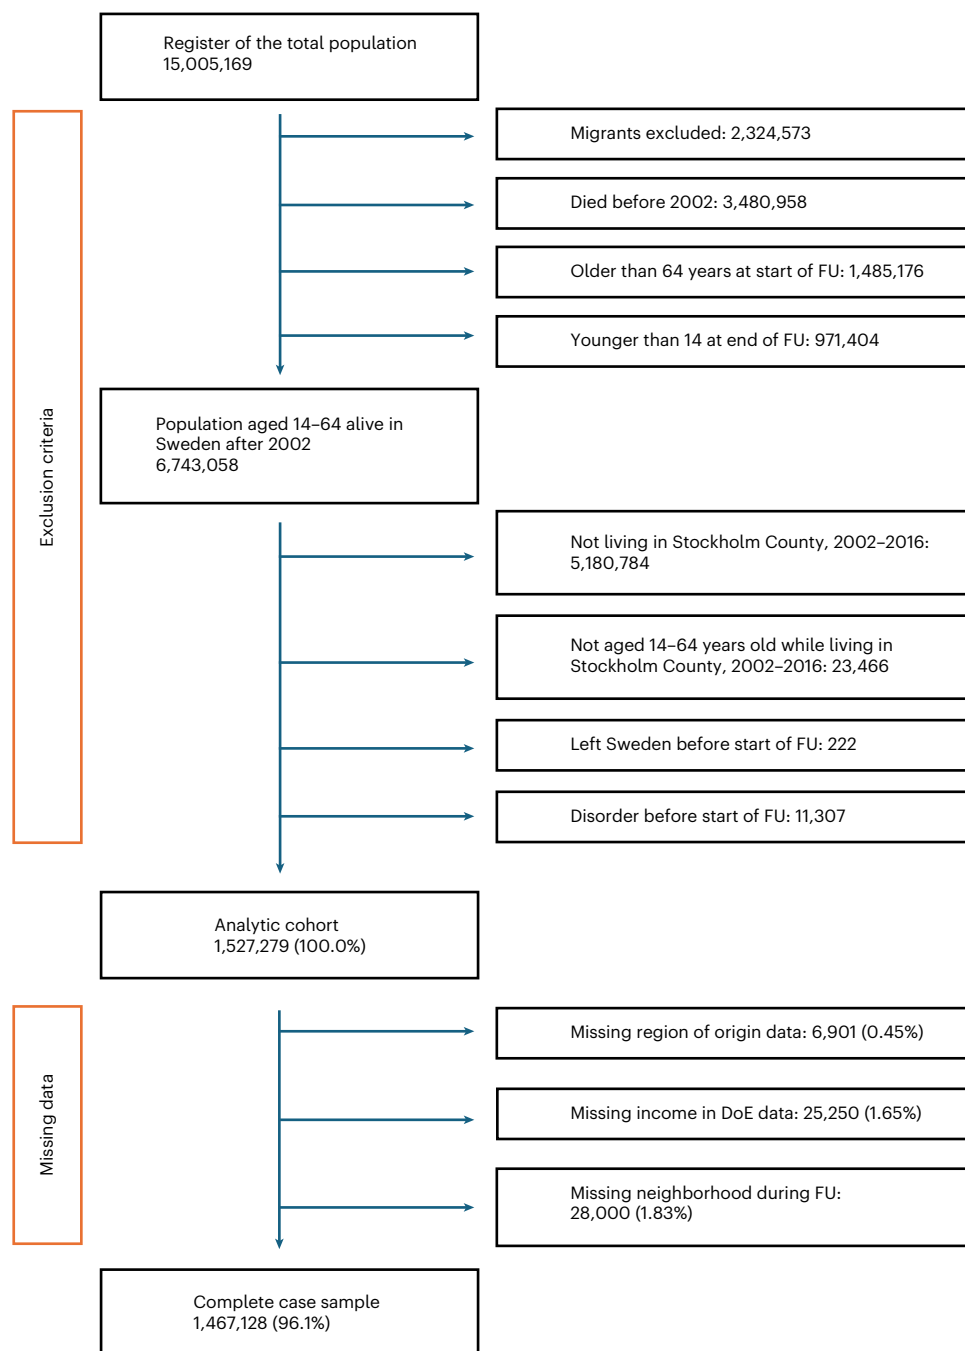 Register of the total population
15,005,169
Exclusion criteria
Migrants excluded: 2,324,573
Died before 2002: 3,480,958
Older than 64 years at start of FU: 1,485,176
Younger than 14 at end of FU: 971,404
Population aged 14–64 alive in
Sweden after 2002
6,743,058
Not living in Stockholm County, 2002–2016:
5,180,784
Not aged 14–64 years old while living in
Stockholm County, 2002–2016: 23,466
Left Sweden before start of FU: 222
Disorder before start of FU: 11,307
Analytic cohort
1,527,279 (100.0%)
Missing data
Missing region of origin data: 6,901 (0.45%)
Missing income in DoE data: 25,250 (1.65%)
Missing neighborhood during FU:
28,000 (1.83%)
Complete case sample
1,467,128 (96.1%)